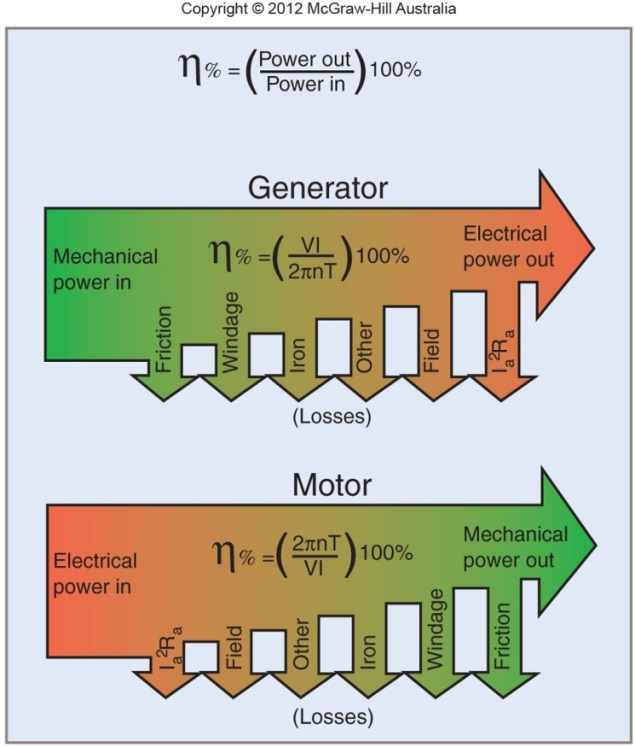 Copyright © 2012 McGraw-Hill Australia
η% = (Power out / Power in) 100%
Generator
Mechanical
power in
η% = (VI / 2πnT) 100%
Electrical
power out
Friction
Windage
Iron
Other
Field
Iₐ²Rₐ
(Losses)
Motor
Electrical
power in
η% = (2πnT / VI) 100%
Mechanical
power out
Iₐ²Rₐ
Field
Other
Iron
Windage
Friction
(Losses)